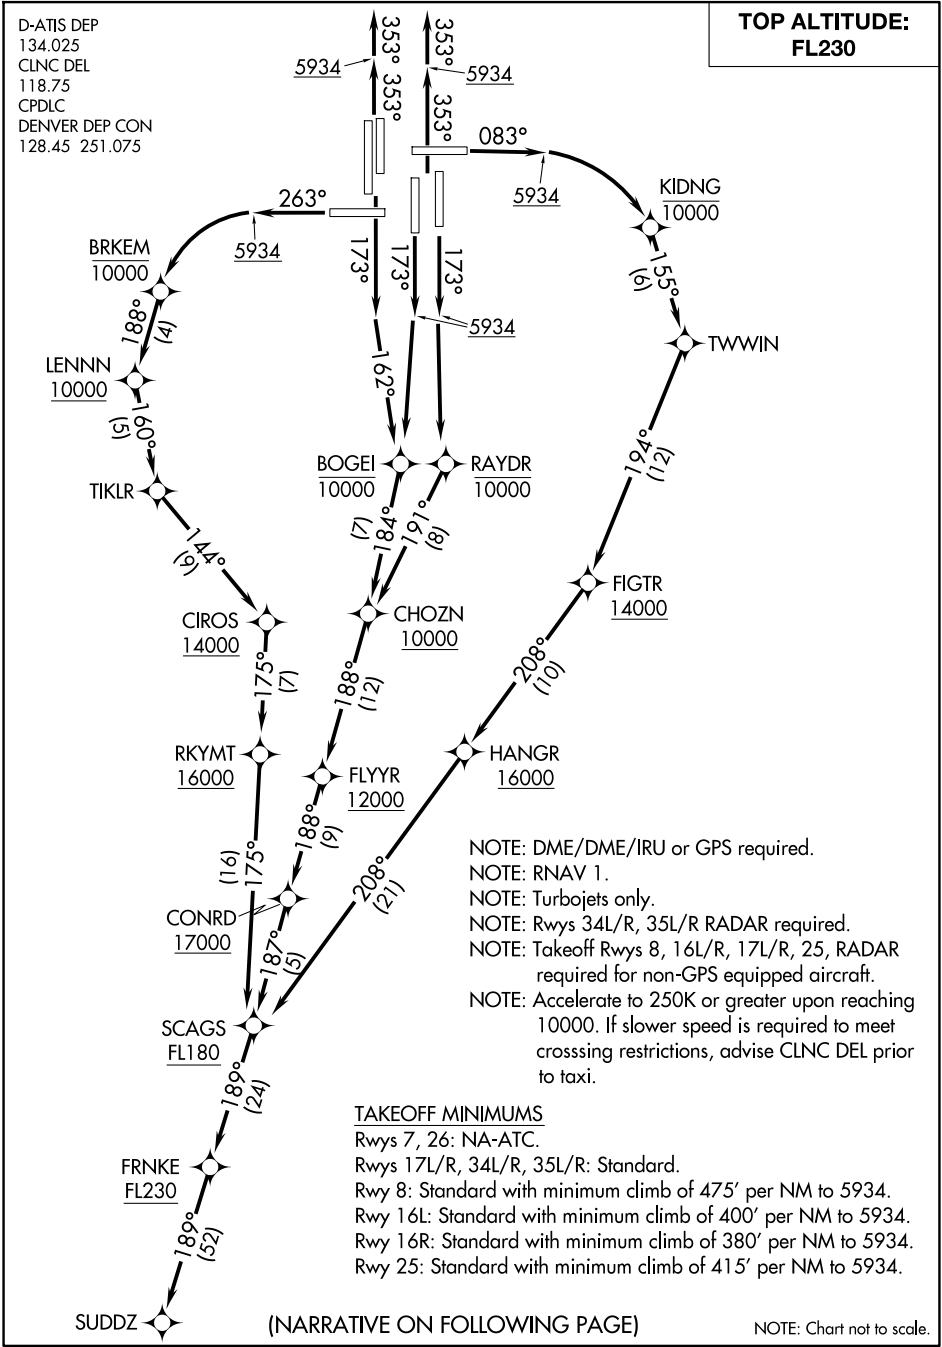 D-ATIS DEP
134.025
CLNC DEL
118.75
CPDLC
DENVER DEP CON
128.45 251.075
TOP ALTITUDE:
FL230
353°
353°
5934
5934
353°
353°
083°
5934
KIDNG
10000
263°
5934
BRKEM
10000
155°
(6)
173°
173°
173°
5934
188°
(4)
TWWIN
LENNN
10000
162°
160°
(5)
194°
(12)
BOGEI
10000
RAYDR
10000
TIKLR
184°
(7)
191°
(8)
144°
(9)
FIGTR
14000
CIROS
14000
CHOZN
10000
175°
(7)
188°
(12)
208°
(10)
RKYMT
16000
HANGR
16000
FLYYR
12000
188°
(9)
175°
(16)
208°
(21)
CONRD
17000
187°
(5)
NOTE: DME/DME/IRU or GPS required.
NOTE: RNAV 1.
NOTE: Turbojets only.
NOTE: Rwys 34L/R, 35L/R RADAR required.
NOTE: Takeoff Rwys 8, 16L/R, 17L/R, 25, RADAR
required for non-GPS equipped aircraft.
NOTE: Accelerate to 250K or greater upon reaching
10000. If slower speed is required to meet
crosssing restrictions, advise CLNC DEL prior
to taxi.
SCAGS
FL180
189°
(24)
TAKEOFF MINIMUMS
Rwys 7, 26: NA-ATC.
Rwys 17L/R, 34L/R, 35L/R: Standard.
Rwy 8: Standard with minimum climb of 475' per NM to 5934.
Rwy 16L: Standard with minimum climb of 400' per NM to 5934.
Rwy 16R: Standard with minimum climb of 380' per NM to 5934.
Rwy 25: Standard with minimum climb of 415' per NM to 5934.
FRNKE
FL230
189°
(52)
SUDDZ
(NARRATIVE ON FOLLOWING PAGE)
NOTE: Chart not to scale.